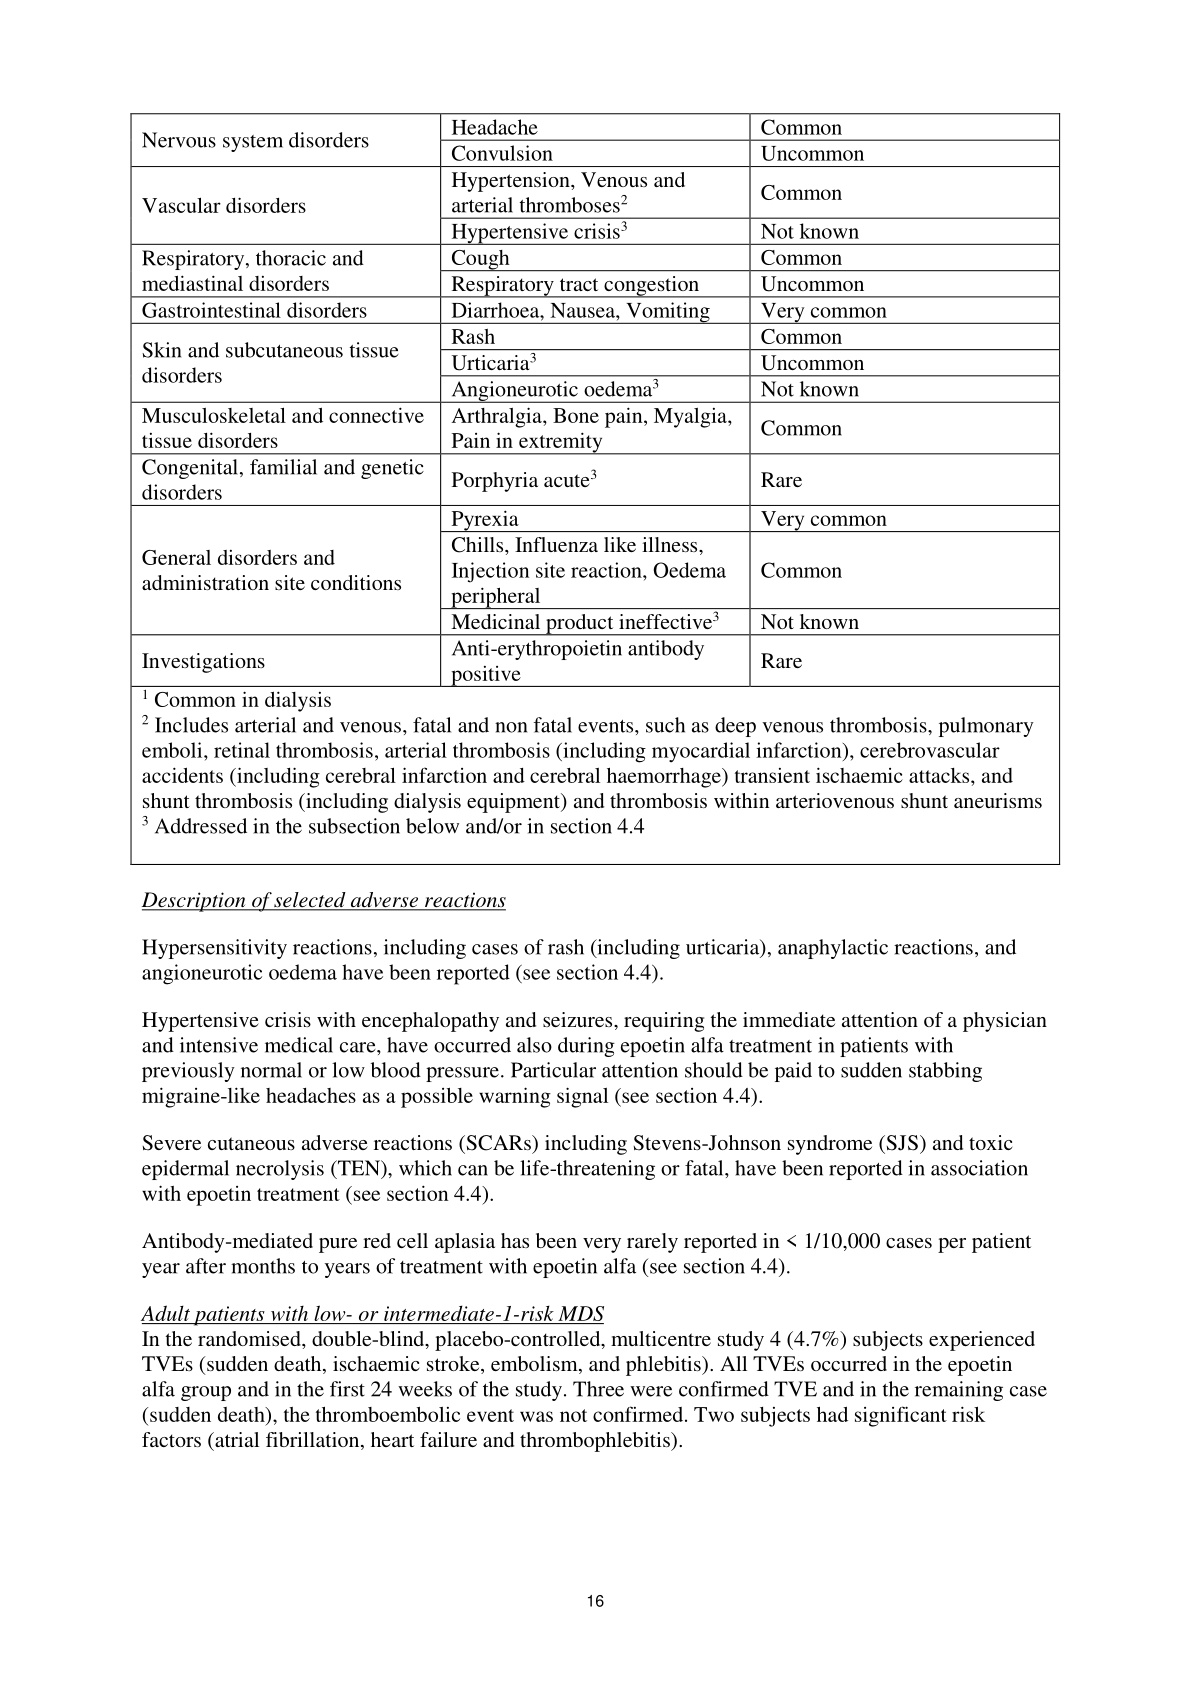 Nervous system disorders
Headache
Common
Convulsion
Uncommon
Vascular disorders
Hypertension, Venous and
arterial thromboses²
Common
Hypertensive crisis³
Not known
Respiratory, thoracic and
mediastinal disorders
Cough
Common
Respiratory tract congestion
Uncommon
Gastrointestinal disorders
Diarrhoea, Nausea, Vomiting
Very common
Skin and subcutaneous tissue
disorders
Rash
Common
Urticaria³
Uncommon
Angioneurotic oedema³
Not known
Musculoskeletal and connective
tissue disorders
Arthralgia, Bone pain, Myalgia,
Pain in extremity
Common
Congenital, familial and genetic
disorders
Porphyria acute³
Rare
General disorders and
administration site conditions
Pyrexia
Very common
Chills, Influenza like illness,
Injection site reaction, Oedema
peripheral
Common
Medicinal product ineffective³
Not known
Investigations
Anti-erythropoietin antibody
positive
Rare
¹ Common in dialysis
² Includes arterial and venous, fatal and non fatal events, such as deep venous thrombosis, pulmonary
emboli, retinal thrombosis, arterial thrombosis (including myocardial infarction), cerebrovascular
accidents (including cerebral infarction and cerebral haemorrhage) transient ischaemic attacks, and
shunt thrombosis (including dialysis equipment) and thrombosis within arteriovenous shunt aneurisms
³ Addressed in the subsection below and/or in section 4.4
Description of selected adverse reactions
Hypersensitivity reactions, including cases of rash (including urticaria), anaphylactic reactions, and
angioneurotic oedema have been reported (see section 4.4).
Hypertensive crisis with encephalopathy and seizures, requiring the immediate attention of a physician
and intensive medical care, have occurred also during epoetin alfa treatment in patients with
previously normal or low blood pressure. Particular attention should be paid to sudden stabbing
migraine-like headaches as a possible warning signal (see section 4.4).
Severe cutaneous adverse reactions (SCARs) including Stevens-Johnson syndrome (SJS) and toxic
epidermal necrolysis (TEN), which can be life-threatening or fatal, have been reported in association
with epoetin treatment (see section 4.4).
Antibody-mediated pure red cell aplasia has been very rarely reported in < 1/10,000 cases per patient
year after months to years of treatment with epoetin alfa (see section 4.4).
Adult patients with low- or intermediate-1-risk MDS
In the randomised, double-blind, placebo-controlled, multicentre study 4 (4.7%) subjects experienced
TVEs (sudden death, ischaemic stroke, embolism, and phlebitis). All TVEs occurred in the epoetin
alfa group and in the first 24 weeks of the study. Three were confirmed TVE and in the remaining case
(sudden death), the thromboembolic event was not confirmed. Two subjects had significant risk
factors (atrial fibrillation, heart failure and thrombophlebitis).
16